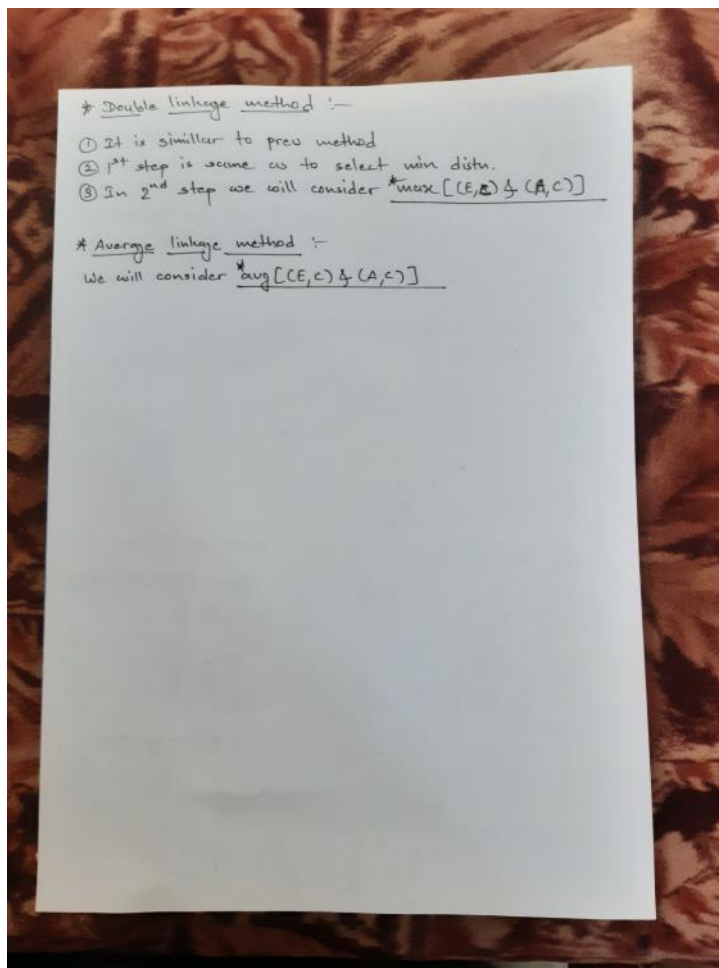 * Double linkage method :-
① It is simillar to prev method
② 1st step is same as to select min distn.
③ In 2nd step we will consider *max [(E,C) & (A,C)]
* Average linkage method :-
We will consider *avg [(E,C) & (A,C)]